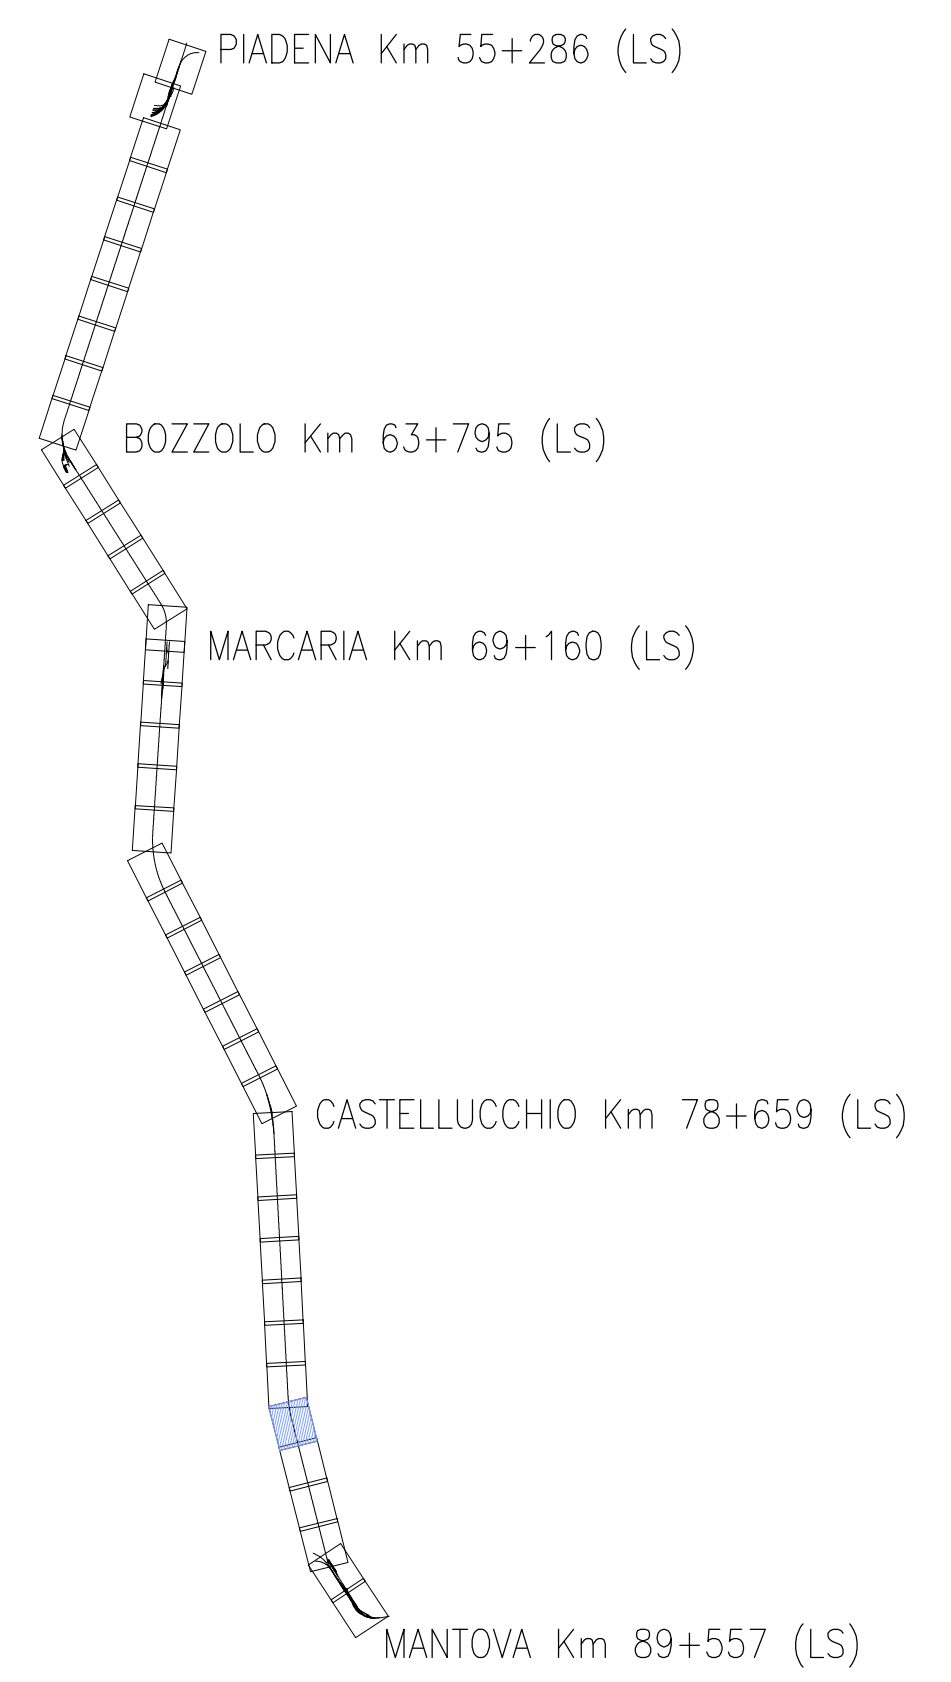 PIADENA Km 55+286 (LS)
BOZZOLO Km 63+795 (LS)
MARCARIA Km 69+160 (LS)
CASTELLUCCHIO Km 78+659 (LS)
MANTOVA Km 89+557 (LS)